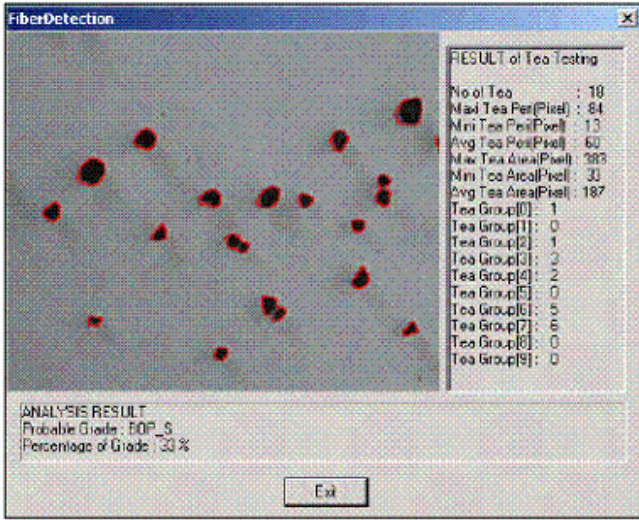 FiberDetection
RESULT of Tea Testing
No of Tea : 18
Maxi Tea Peri(Pixel) : 84
Mini Tea Peri(Pixel) : 13
Avg Tea Peri(Pixel) : 60
Max Tea Area(Pixel) : 383
Mini Tea Area(Pixel) : 33
Avg Tea Area(Pixel) : 187
Tea Group[0] : 1
Tea Group[1] : 0
Tea Group[2] : 1
Tea Group[3] : 3
Tea Group[4] : 2
Tea Group[5] : 0
Tea Group[6] : 5
Tea Group[7] : 6
Tea Group[8] : 0
Tea Group[9] : 0
ANALYSIS RESULT
Probable Grade : BOP_S
Percentage of Grade : 33 %
Exit